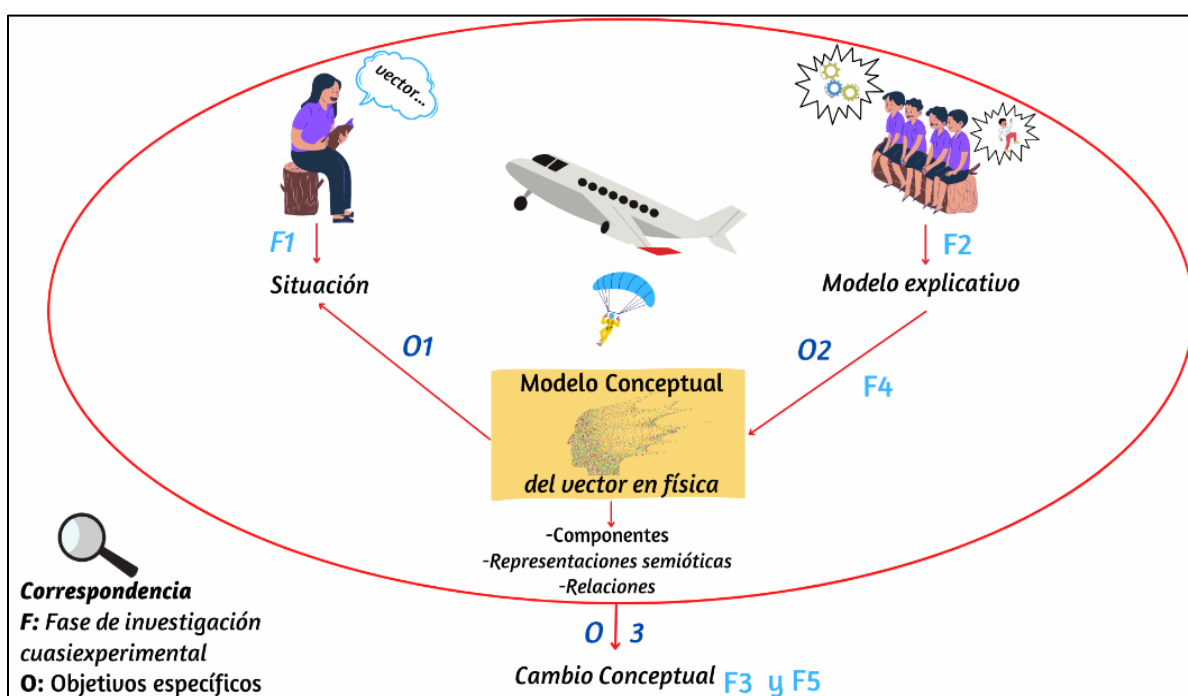 vector...
F1
Situación
F2
Modelo explicativo
O1
O2
F4
Modelo Conceptual
del vector en física
-Componentes
-Representaciones semióticas
-Relaciones
Correspondencia
F: Fase de investigación
cuasiexperimental
O: Objetivos específicos
O 3
Cambio Conceptual F3 y F5